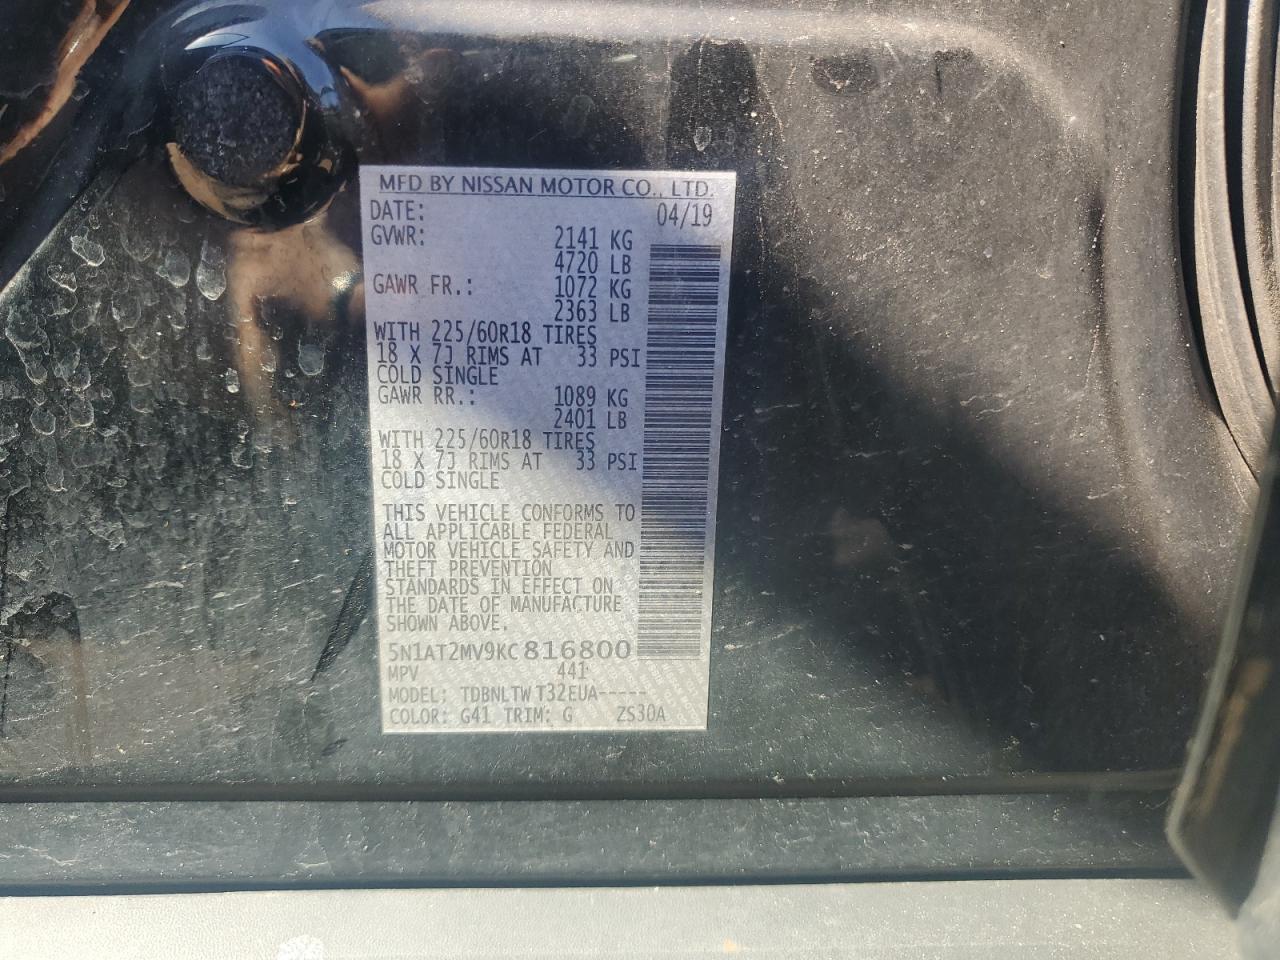 MFD BY NISSAN MOTOR CO., LTD.
DATE: 04/19
GVWR: 2141 KG
4720 LB
GAWR FR.: 1072 KG
2363 LB
WITH 225/60R18 TIRES
18 X 7J RIMS AT 33 PSI
COLD SINGLE
GAWR RR.: 1089 KG
2401 LB
WITH 225/60R18 TIRES
18 X 7J RIMS AT 33 PSI
COLD SINGLE
THIS VEHICLE CONFORMS TO
ALL APPLICABLE FEDERAL
MOTOR VEHICLE SAFETY AND
THEFT PREVENTION
STANDARDS IN EFFECT ON
THE DATE OF MANUFACTURE
SHOWN ABOVE.
5N1AT2MV9KC816800
MPV 441
MODEL: TDBNLTW T32EUA-----
COLOR: G41 TRIM: G ZS30A